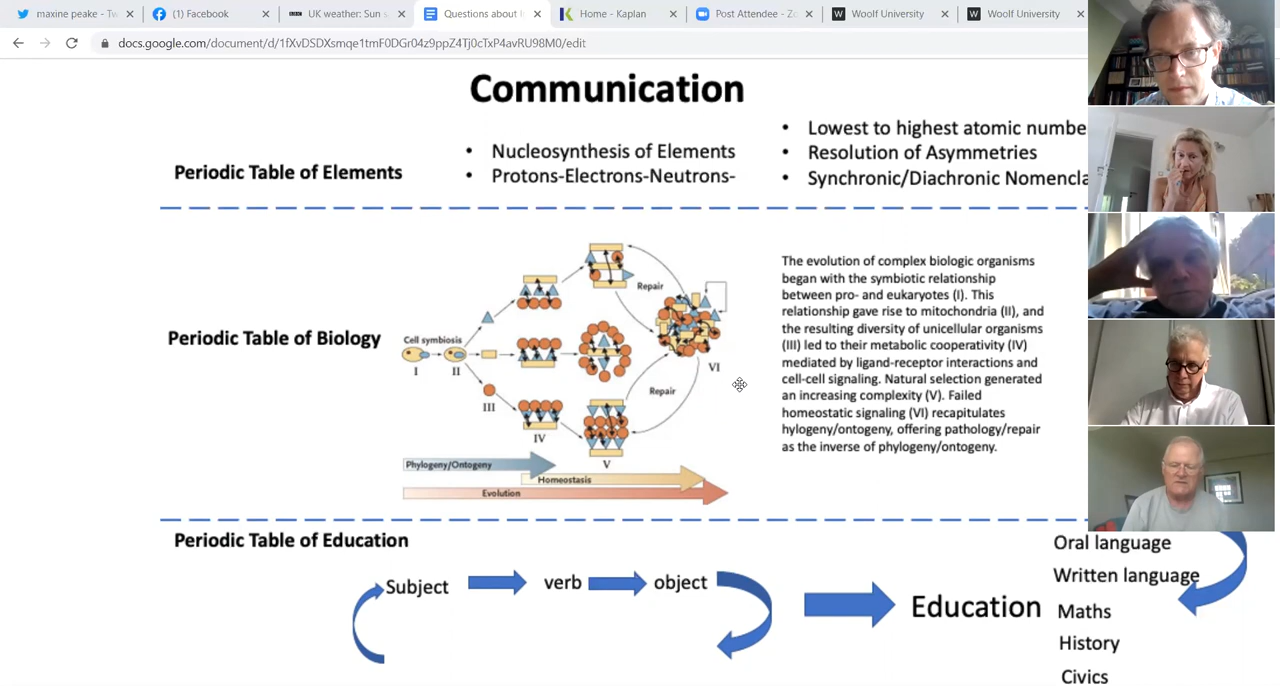 maxine peake - Tw
(1) Facebook
UK weather: Sun s
Questions about I
Home - Kaplan
Post Attendee - Zo
Woolf University
Woolf University
docs.google.com/document/d/1fXvDSDXsmqe1tmF0DGr04z9ppZ4Tj0cTxP4avRU98M0/edit
Communication
Periodic Table of Elements
• Nucleosynthesis of Elements
• Protons-Electrons-Neutrons-
• Lowest to highest atomic numbe
• Resolution of Asymmetries
• Synchronic/Diachronic Nomencla
Periodic Table of Biology
Cell symbiosis
I
II
III
IV
V
VI
Repair
Repair
Phylogeny/Ontogeny
Homeostasis
Evolution
The evolution of complex biologic organisms
began with the symbiotic relationship
between pro- and eukaryotes (I). This
relationship gave rise to mitochondria (II), and
the resulting diversity of unicellular organisms
(III) led to their metabolic cooperativity (IV)
mediated by ligand-receptor interactions and
cell-cell signaling. Natural selection generated
an increasing complexity (V). Failed
homeostatic signaling (VI) recapitulates
hylogeny/ontogeny, offering pathology/repair
as the inverse of phylogeny/ontogeny.
Periodic Table of Education
Subject
verb
object
Education
Oral language
Written language
Maths
History
Civics